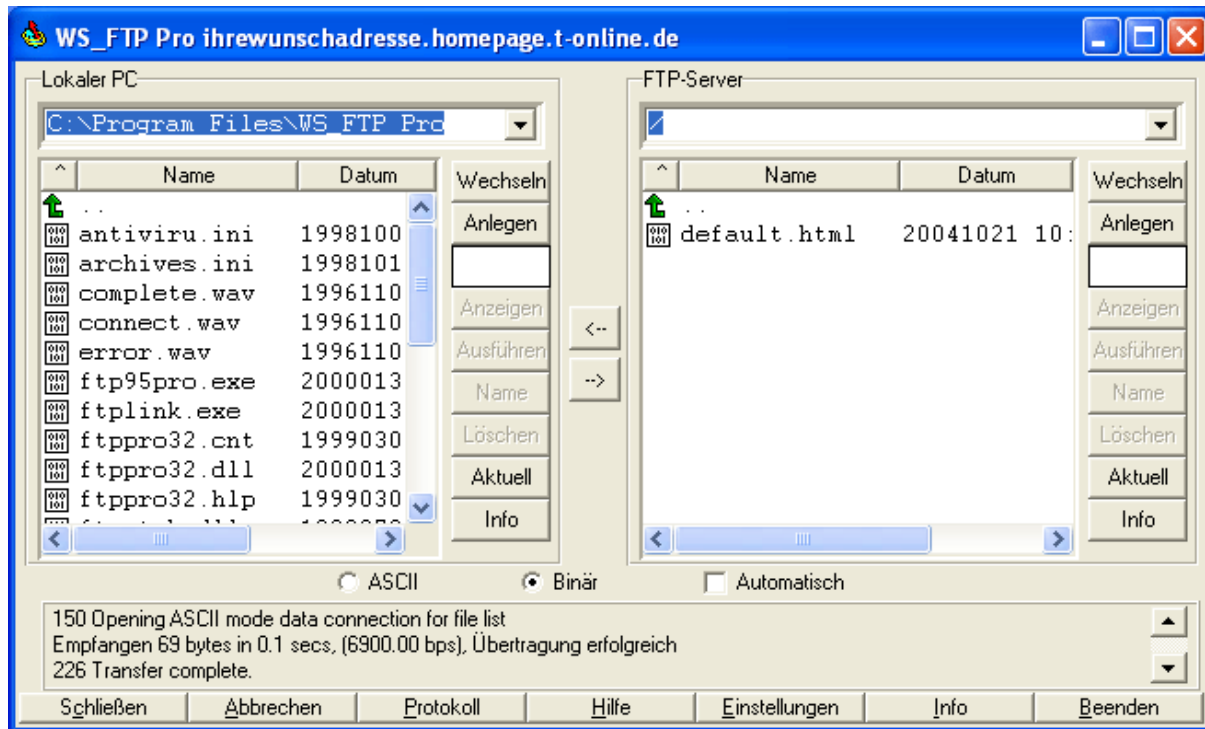 WS_FTP Pro ihrewunschadresse.homepage.t-online.de
Lokaler PC
C:\Program Files\WS_FTP Pro
^ Name Datum
..
antiviru.ini 1998100
archives.ini 1998101
complete.wav 1996110
connect.wav 1996110
error.wav 1996110
ftp95pro.exe 2000013
ftplink.exe 2000013
ftppro32.cnt 1999030
ftppro32.dll 2000013
ftppro32.hlp 1999030
Wechseln
Anlegen
Anzeigen
Ausführen
Name
Löschen
Aktuell
Info
<--
-->
FTP-Server
/
^ Name Datum
..
default.html 20041021 10:
Wechseln
Anlegen
Anzeigen
Ausführen
Name
Löschen
Aktuell
Info
ASCII Binär Automatisch
150 Opening ASCII mode data connection for file list
Empfangen 69 bytes in 0.1 secs, (6900.00 bps), Übertragung erfolgreich
226 Transfer complete.
Schließen Abbrechen Protokoll Hilfe Einstellungen Info Beenden